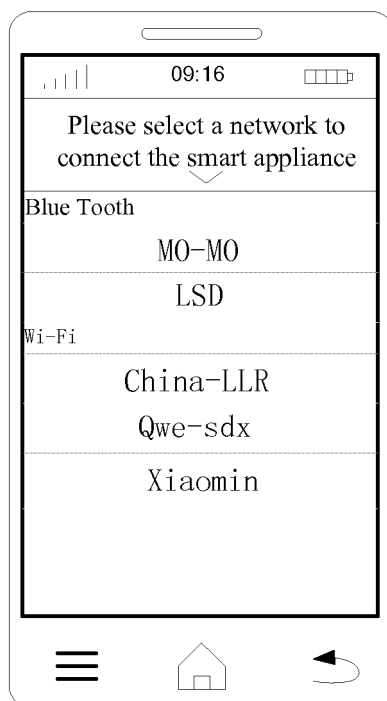 09:16
Please select a network to
connect the smart appliance
Blue Tooth
MO-MO
LSD
Wi-Fi
China-LLR
Qwe-sdx
Xiaomin